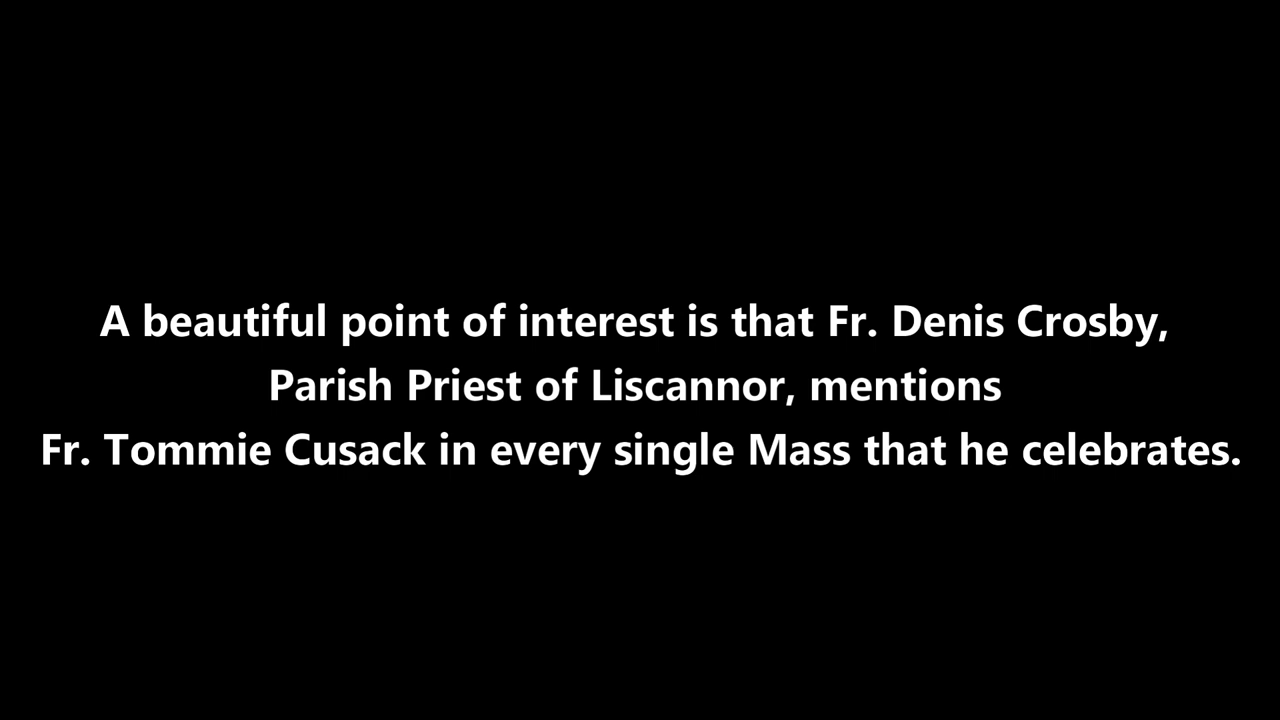 A beautiful point of interest is that Fr. Denis Crosby,
Parish Priest of Liscannor, mentions
Fr. Tommie Cusack in every single Mass that he celebrates.